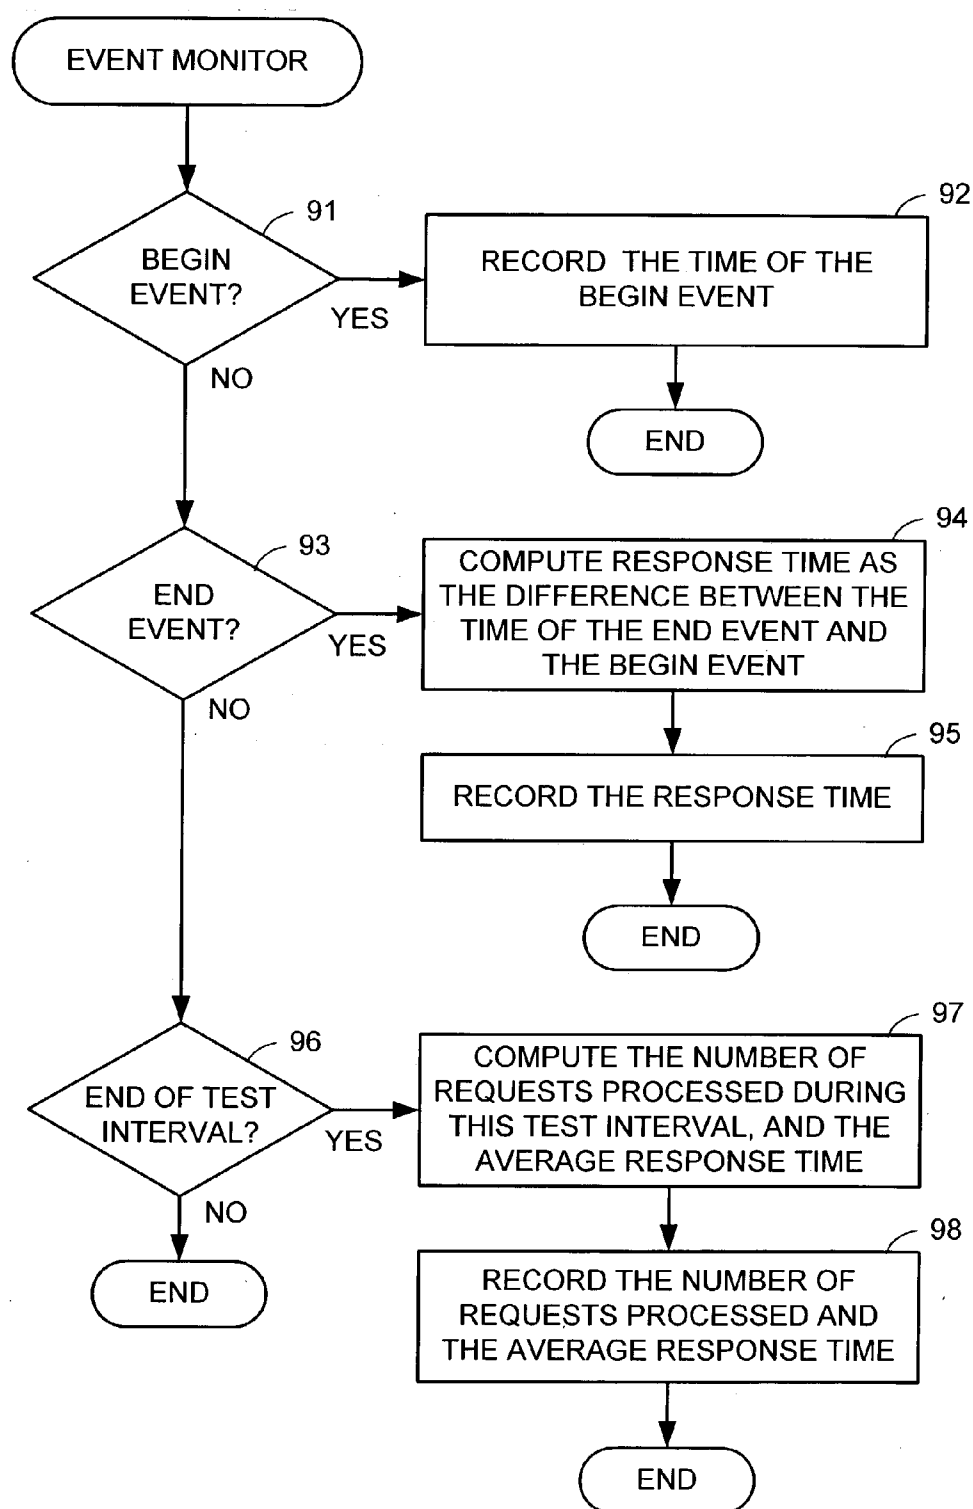 EVENT MONITOR
91
BEGIN
EVENT?
YES
NO
92
RECORD THE TIME OF THE
BEGIN EVENT
END
93
END
EVENT?
YES
NO
94
COMPUTE RESPONSE TIME AS
THE DIFFERENCE BETWEEN THE
TIME OF THE END EVENT AND
THE BEGIN EVENT
95
RECORD THE RESPONSE TIME
END
96
END OF TEST
INTERVAL?
YES
NO
END
97
COMPUTE THE NUMBER OF
REQUESTS PROCESSED DURING
THIS TEST INTERVAL, AND THE
AVERAGE RESPONSE TIME
98
RECORD THE NUMBER OF
REQUESTS PROCESSED AND
THE AVERAGE RESPONSE TIME
END